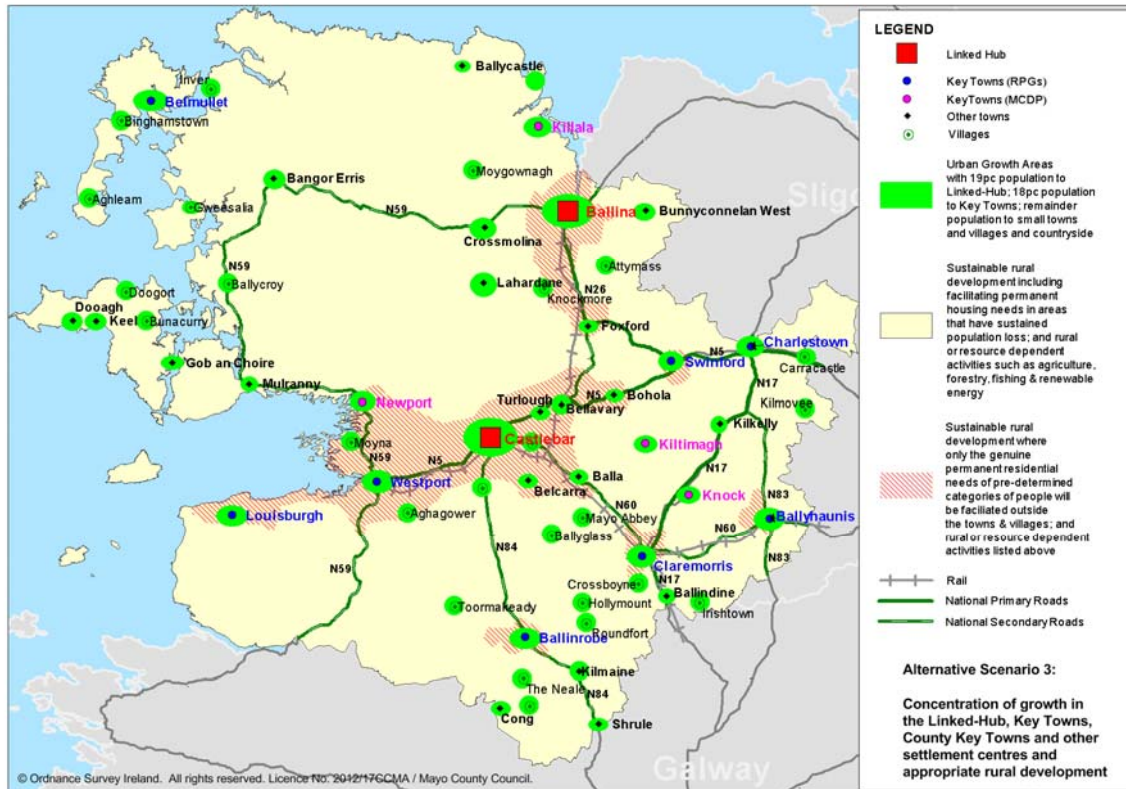 Ballycastle
Inver
Belmullet
Binghamstown
Killala
Moygownagh
Bangor Erris
Aghleam
Gweesalia
N59
Sligo
Ballina
Bunnyconnelan West
Crossmolina
Attymass
N59
Ballycroy
Lahardane
Knockmore
N26
Doogort
Dooagh
Keel
Bunacurry
Foxford
Charlestown
N5
Swinford
Carracastle
Gob an Choire
Mulranny
N17
Newport
Turlough
N5
Bohola
Bellavary
Kilmovee
Kilkelly
Castlebar
Moyna
Kiltimagh
N59
N5
Balla
N17
Westport
Belcarra
Knock
N83
Louisburgh
Aghagower
N60
Mayo Abbey
Ballyhaunis
N60
Ballyglass
N84
N83
Claremorris
N59
Crossboyne
N17
Ballindine
Toormakeady
Hollymount
Irishtown
Roundfort
Ballinrobe
Kilmaine
The Neale
N84
Cong
Shrule
Galway
© Ordnance Survey Ireland. All rights reserved. Licence No. 2012/17CCMA / Mayo County Council.
LEGEND
Linked Hub
Key Towns (RPGs)
KeyTowns (MCDP)
Other towns
Villages
Urban Growth Areas
with 19pc population to
Linked-Hub; 18pc population
to Key Towns; remainder
population to small towns
and villages and countryside
Sustainable rural
development including
facilitating permanent
housing needs in areas
that have sustained
population loss; and rural
or resource dependent
activities such as agriculture,
forestry, fishing & renewable
energy
Sustainable rural
development where
only the genuine
permanent residential
needs of pre-determined
categories of people will
be faciliated outside
the towns & villages; and
rural or resource dependent
activities listed above
Rail
National Primary Roads
National Secondary Roads
Alternative Scenario 3:
Concentration of growth in
the Linked-Hub, Key Towns,
County Key Towns and other
settlement centres and
appropriate rural development